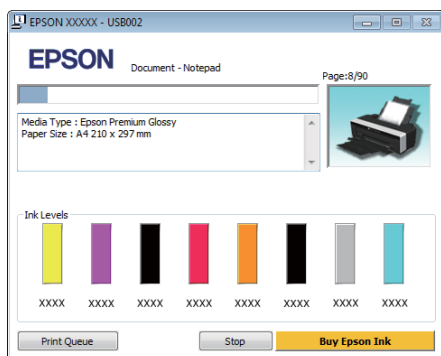 EPSON XXXXX - USB002
EPSON
Document - Notepad
Page:8/90
Media Type : Epson Premium Glossy
Paper Size : A4 210 x 297 mm
Ink Levels
XXXX XXXX XXXX XXXX XXXX XXXX XXXX XXXX
Print Queue Stop Buy Epson Ink